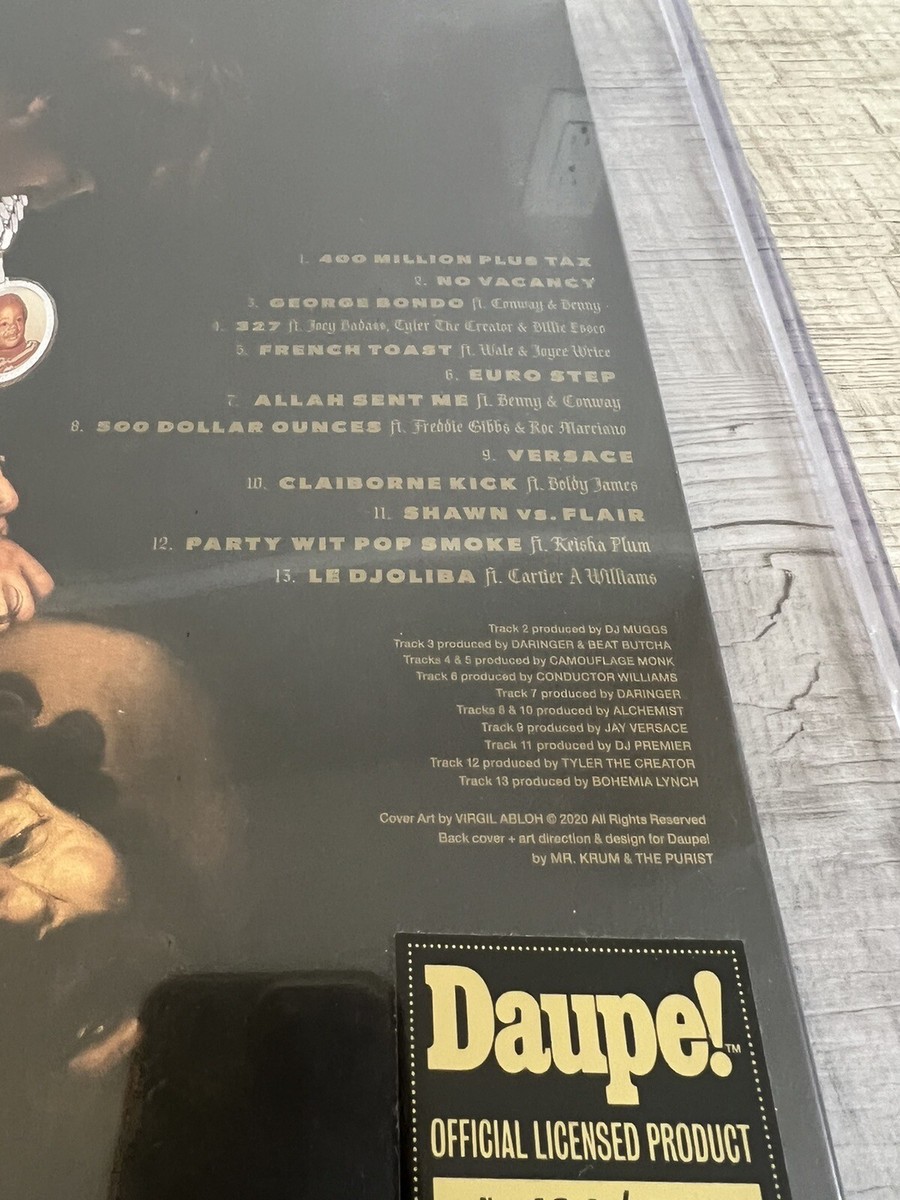 1. 400 MILLION PLUS TAX
2. NO VACANCY
3. GEORGE BONDO ft. Conway & Benny
4. 327 ft. Joey Badass, Tyler The Creator & Billie Essco
5. FRENCH TOAST ft. Wale & Joyce Wrice
6. EURO STEP
7. ALLAH SENT ME ft. Benny & Conway
8. 500 DOLLAR OUNCES ft. Freddie Gibbs & Roc Marciano
9. VERSACE
10. CLAIBORNE KICK ft. Boldy James
11. SHAWN vs. FLAIR
12. PARTY WIT POP SMOKE ft. Keisha Plum
13. LE DJOLIBA ft. Cartier A Williams
Track 2 produced by DJ MUGGS
Track 3 produced by DARINGER & BEAT BUTCHA
Tracks 4 & 5 produced by CAMOUFLAGE MONK
Track 6 produced by CONDUCTOR WILLIAMS
Track 7 produced by DARINGER
Tracks 8 & 10 produced by ALCHEMIST
Track 9 produced by JAY VERSACE
Track 11 produced by DJ PREMIER
Track 12 produced by TYLER THE CREATOR
Track 13 produced by BOHEMIA LYNCH
Cover Art by VIRGIL ABLOH © 2020 All Rights Reserved
Back cover + art direction & design for Daupe!
by MR. KRUM & THE PURIST
Daupe!™
OFFICIAL LICENSED PRODUCT